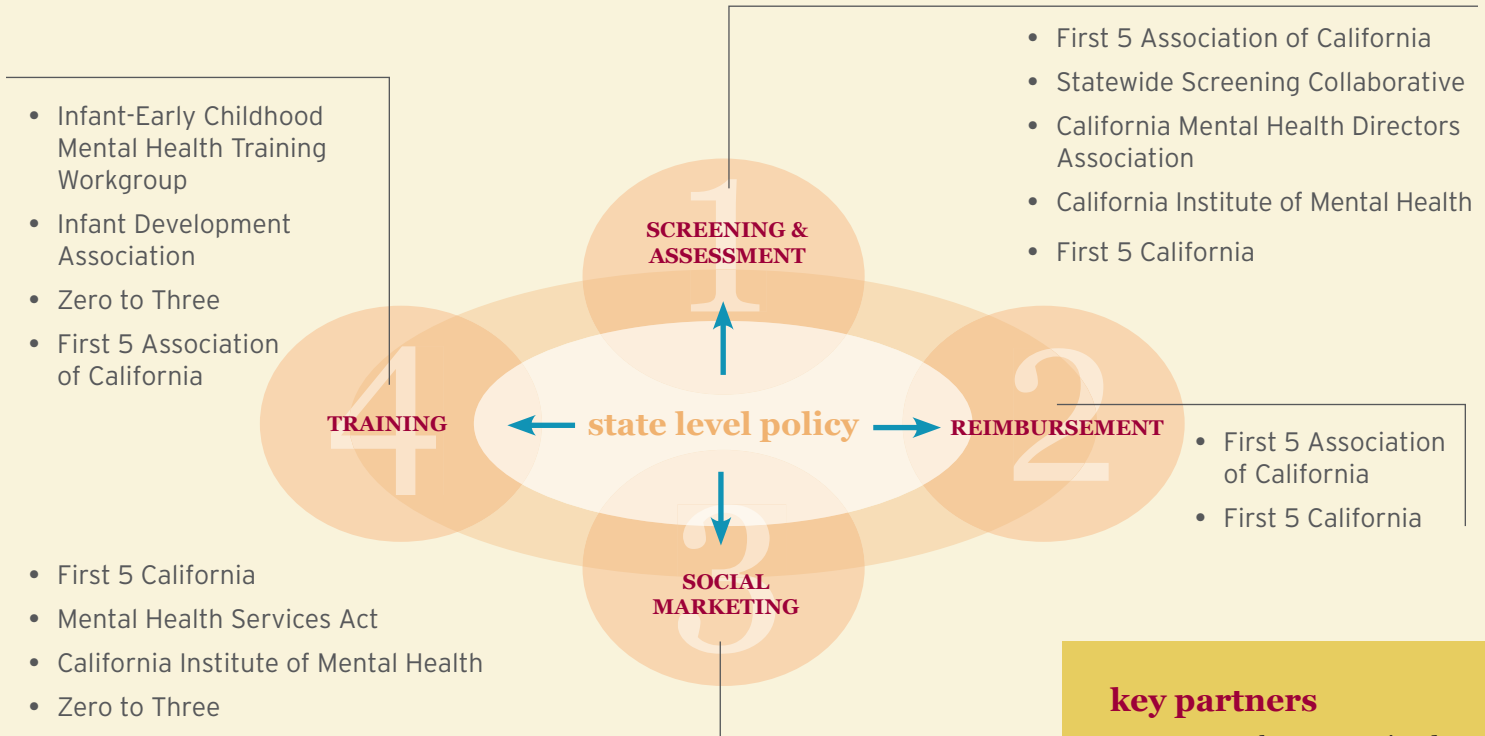 • First 5 Association of California
• Statewide Screening Collaborative
• California Mental Health Directors
Association
• California Institute of Mental Health
• First 5 California
• Infant-Early Childhood
Mental Health Training
Workgroup
• Infant Development
Association
• Zero to Three
• First 5 Association
of California
1
SCREENING &
ASSESSMENT
4
TRAINING
state level policy
2
REIMBURSEMENT
• First 5 Association
of California
• First 5 California
3
SOCIAL
MARKETING
• First 5 California
• Mental Health Services Act
• California Institute of Mental Health
• Zero to Three
key partners